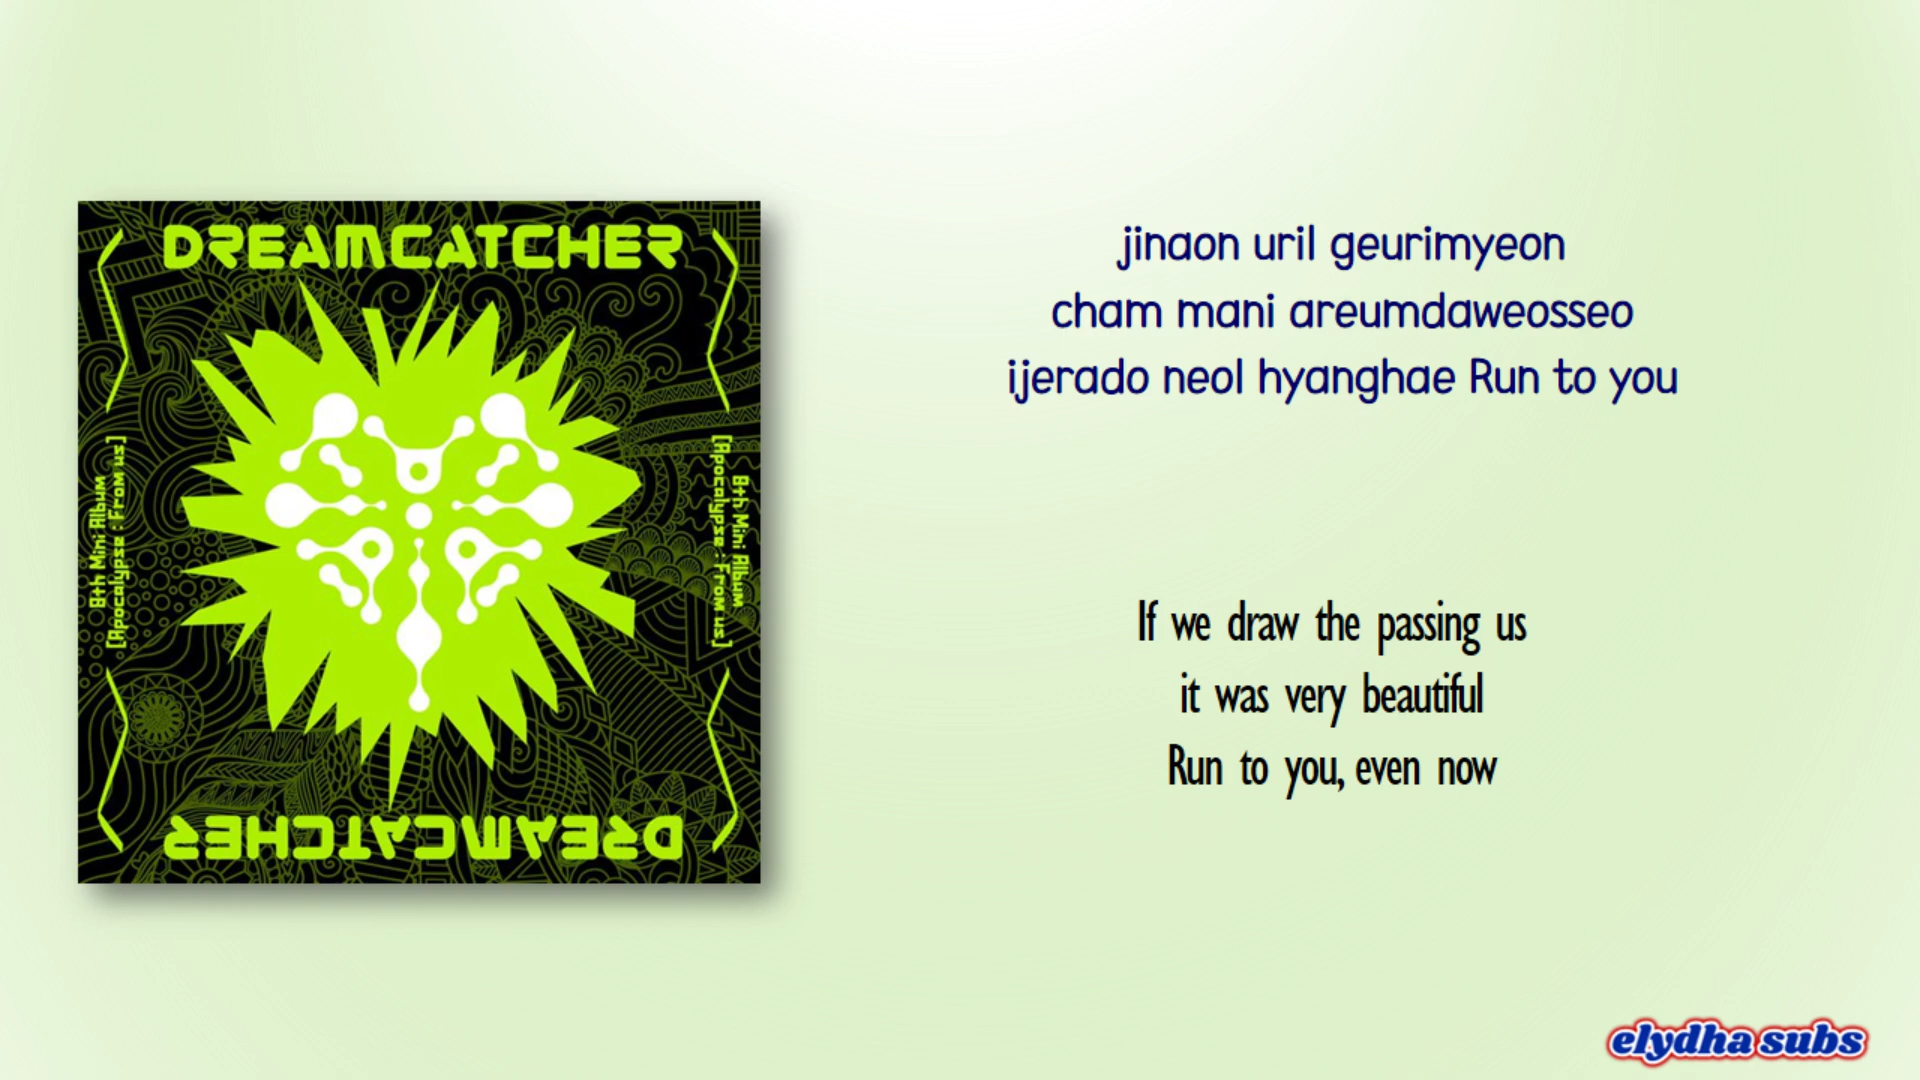 DREAMCATCHER
8th Mini Album
[Apocalypse : From us]
8th Mini Album
[Apocalypse : From us]
DREAMCATCHER
jinaon uril geurimyeon
cham mani areumdaweosseo
ijerado neol hyanghae Run to you
If we draw the passing us
it was very beautiful
Run to you, even now
elydha subs